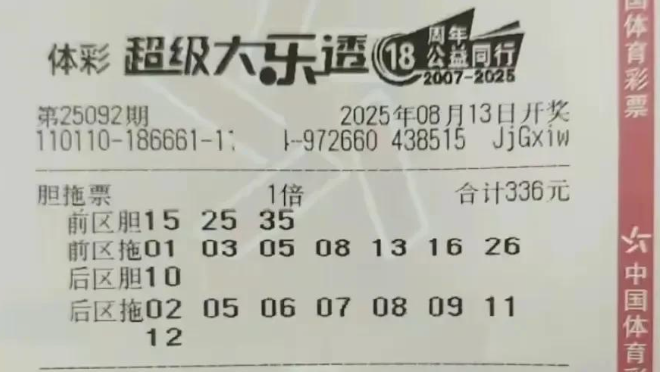 体彩 超级大乐透 18 周年 公益同行 2007-2025
第25092期 2025年08月13日开奖
110110-186661-11 -972660 438515 JjGxiw
胆拖票 1倍 合计336元
前区胆15 25 35
前区拖01 03 05 08 13 16 26
后区胆10
后区拖02 05 06 07 08 09 11
12
国体育彩票
中国体育彩